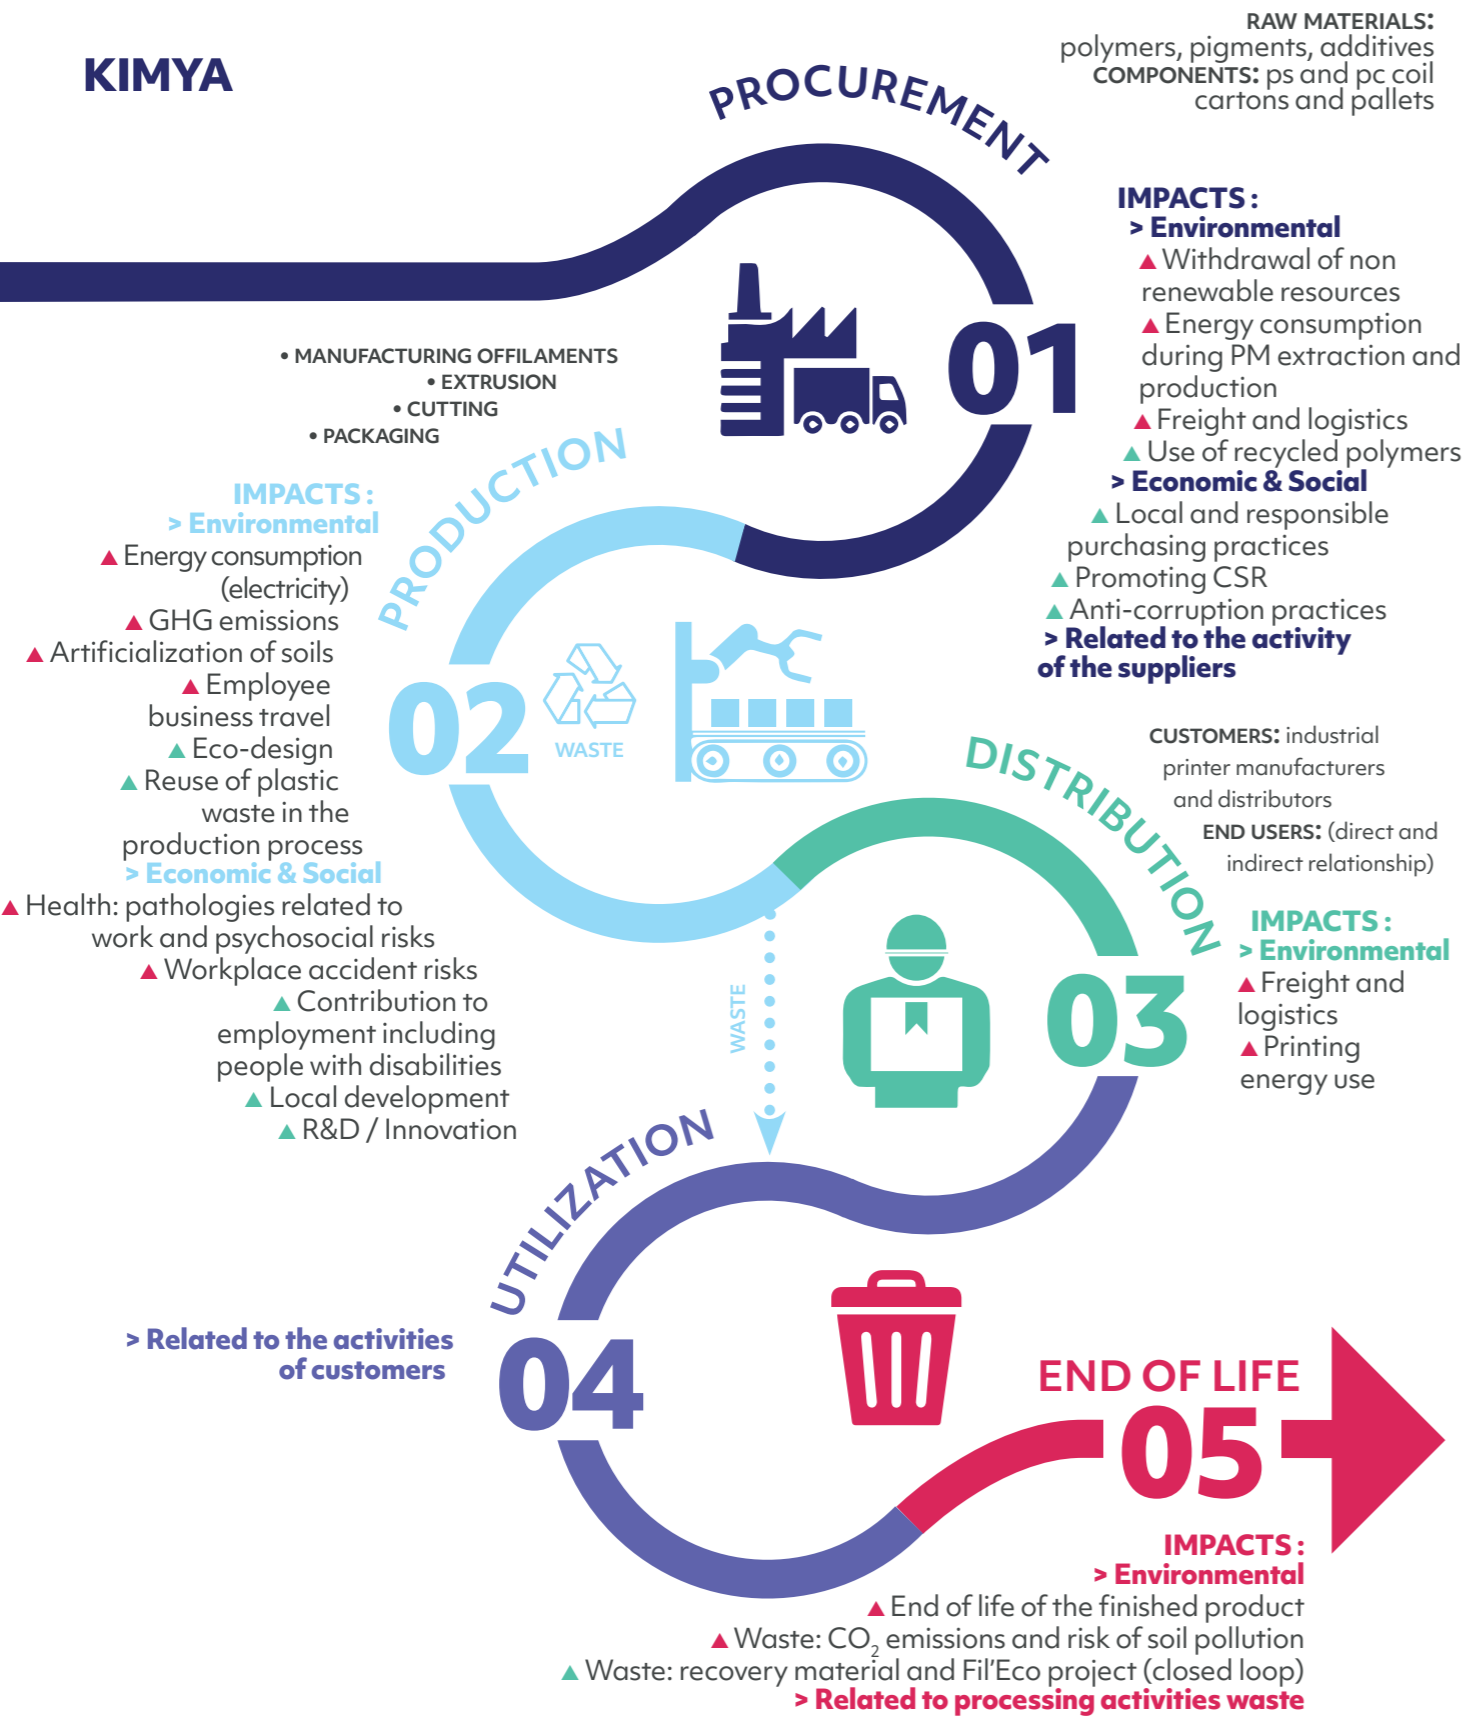 KIMYA
RAW MATERIALS:
polymers, pigments, additives
COMPONENTS: ps and pc coil
cartons and pallets
PROCUREMENT
01
IMPACTS :
> Environmental
▲ Withdrawal of non
renewable resources
▲ Energy consumption
during PM extraction and
production
▲ Freight and logistics
▲ Use of recycled polymers
> Economic & Social
▲ Local and responsible
purchasing practices
▲ Promoting CSR
▲ Anti-corruption practices
> Related to the activity
of the suppliers
• MANUFACTURING OFFILAMENTS
• EXTRUSION
• CUTTING
• PACKAGING
PRODUCTION
02
WASTE
IMPACTS :
> Environmental
▲ Energy consumption
(electricity)
▲ GHG emissions
▲ Artificialization of soils
▲ Employee
business travel
▲ Eco-design
▲ Reuse of plastic
waste in the
production process
> Economic & Social
▲ Health: pathologies related to
work and psychosocial risks
▲ Workplace accident risks
▲ Contribution to
employment including
people with disabilities
▲ Local development
▲ R&D / Innovation
WASTE
DISTRIBUTION
03
CUSTOMERS: industrial
printer manufacturers
and distributors
END USERS: (direct and
indirect relationship)
IMPACTS :
> Environmental
▲ Freight and
logistics
▲ Printing
energy use
UTILIZATION
04
> Related to the activities
of customers
END OF LIFE
05
IMPACTS :
> Environmental
▲ End of life of the finished product
▲ Waste: CO₂ emissions and risk of soil pollution
▲ Waste: recovery material and Fil'Eco project (closed loop)
> Related to processing activities waste